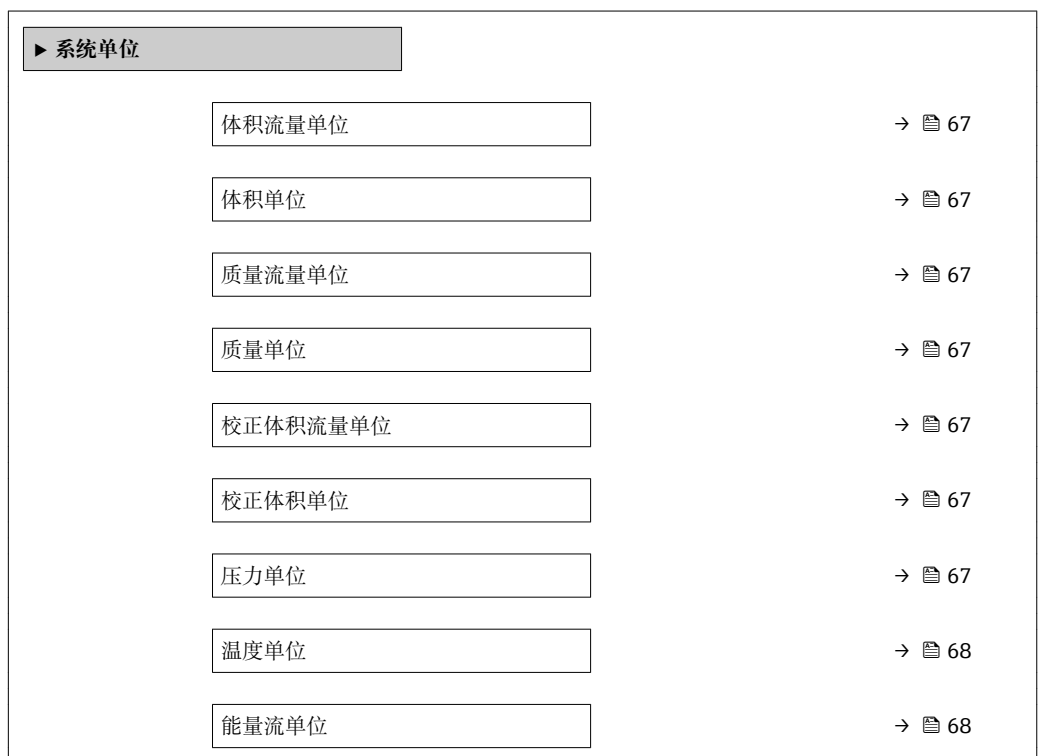 ▶ 系统单位
体积流量单位 → 🖹 67
体积单位 → 🖹 67
质量流量单位 → 🖹 67
质量单位 → 🖹 67
校正体积流量单位 → 🖹 67
校正体积单位 → 🖹 67
压力单位 → 🖹 67
温度单位 → 🖹 68
能量流单位 → 🖹 68